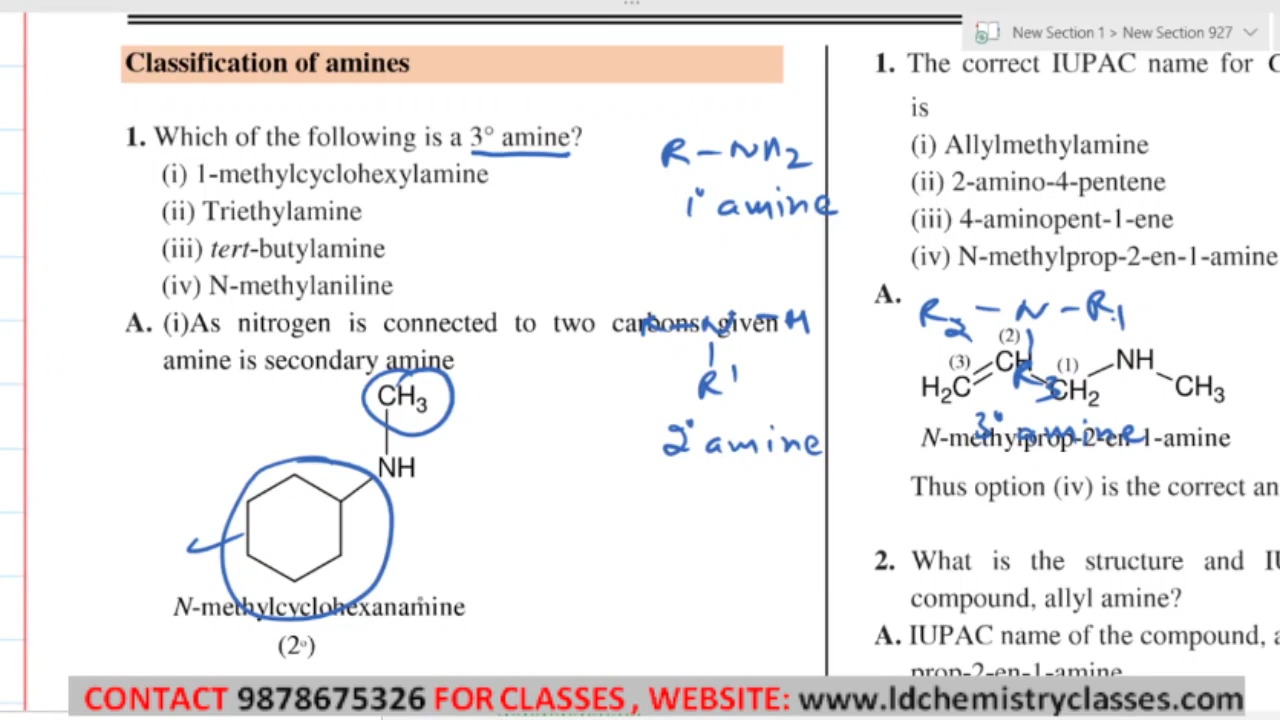 New Section 1 > New Section 927
Classification of amines
1. Which of the following is a 3° amine?
(i) 1-methylcyclohexylamine
(ii) Triethylamine
(iii) tert-butylamine
(iv) N-methylaniline
A. (i)As nitrogen is connected to two carbons, given
amine is secondary amine
CH3
NH
N-methylcyclohexanamine
(2°)
R-NH2
1° amine
R-N-H
R'
2° amine
1. The correct IUPAC name for C
is
(i) Allylmethylamine
(ii) 2-amino-4-pentene
(iii) 4-aminopent-1-ene
(iv) N-methylprop-2-en-1-amine
A.
R2-N-R1
R3
3° amine
(3) (2) (1)
H2C CH CH2 NH CH3
N-methylprop-2-en-1-amine
Thus option (iv) is the correct an
2. What is the structure and IU
compound, allyl amine?
A. IUPAC name of the compound, a
prop-2-en-1-amine
CONTACT 9878675326 FOR CLASSES , WEBSITE: www.ldchemistryclasses.com